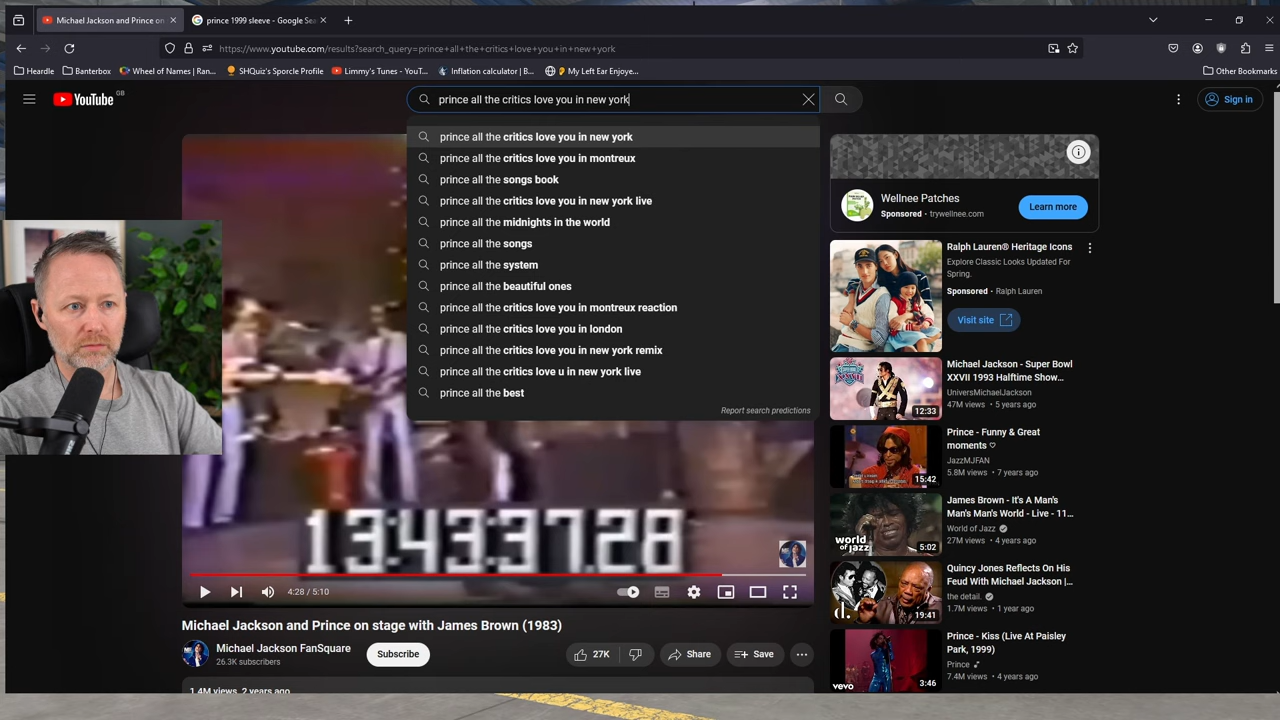 Michael Jackson and Prince on
prince 1999 sleeve - Google Sea
https://www.youtube.com/results?search_query=prince+all+the+critics+love+you+in+new+york
Heardle
Banterbox
Wheel of Names | Ran...
SHQuiz's Sporcle Profile
Limmy's Tunes - YouT...
Inflation calculator | B...
My Left Ear Enjoye...
Other Bookmarks
YouTube GB
prince all the critics love you in new york
Sign in
prince all the critics love you in new york
prince all the critics love you in montreux
prince all the songs book
prince all the critics love you in new york live
prince all the midnights in the world
prince all the songs
prince all the system
prince all the beautiful ones
prince all the critics love you in montreux reaction
prince all the critics love you in london
prince all the critics love you in new york remix
prince all the critics love u in new york live
prince all the best
Report search predictions
13:43:37.28
4:28 / 5:10
Michael Jackson and Prince on stage with James Brown (1983)
Michael Jackson FanSquare
26.3K subscribers
Subscribe
27K
Share
Save
1.4M views  2 years ago
Wellnee Patches
Sponsored · trywellnee.com
Learn more
Ralph Lauren® Heritage Icons
Explore Classic Looks Updated For
Spring.
Sponsored · Ralph Lauren
Visit site
Michael Jackson - Super Bowl
XXVII 1993 Halftime Show...
UniversMichaelJackson
47M views • 5 years ago
12:33
Prince - Funny & Great
moments ♡
JazzMJFAN
5.8M views • 7 years ago
15:42
James Brown - It's A Man's
Man's Man's World - Live - 11...
World of Jazz
27M views • 4 years ago
world
of jazz
5:02
Quincy Jones Reflects On His
Feud With Michael Jackson |...
the detail.
1.7M views • 1 year ago
d.
19:41
Prince - Kiss (Live At Paisley
Park, 1999)
Prince
7.4M views • 4 years ago
vevo
3:46